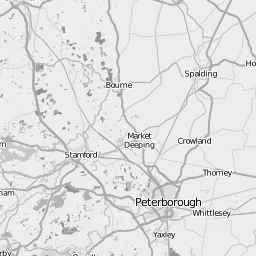 Spalding
Bourne
Market
Deeping
Crowland
Stamford
Thorney
Peterborough
Whittlesey
Yaxley